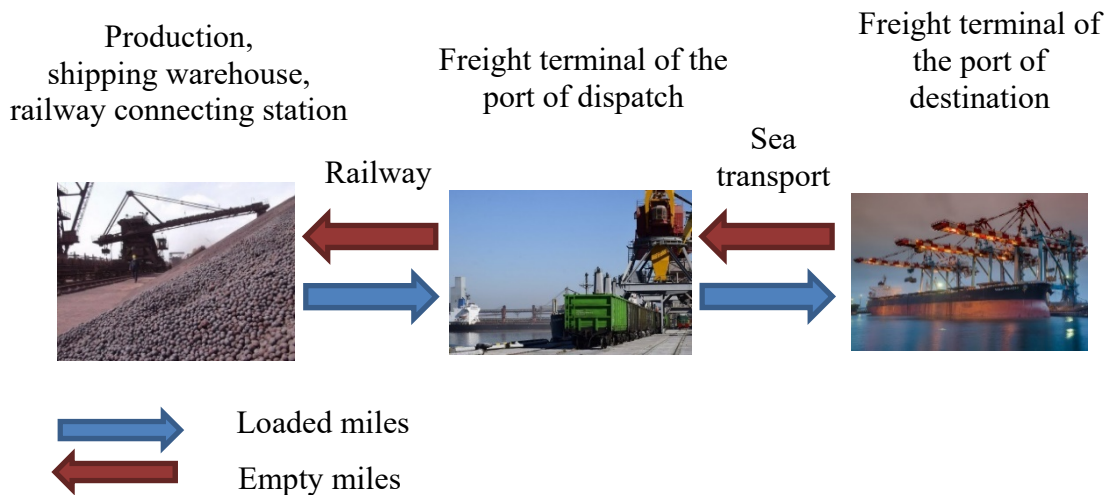 Production,
shipping warehouse,
railway connecting station
Freight terminal of the
port of dispatch
Freight terminal of
the port of
destination
Railway
Sea
transport
Loaded miles
Empty miles